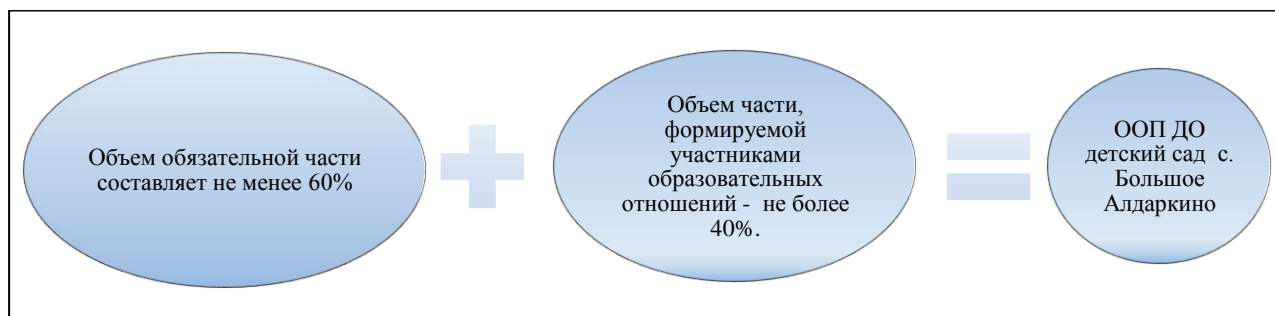 Объем обязательной части
составляет не менее 60%
Объем части,
формируемой
участниками
образовательных
отношений - не более
40%.
ООП ДО
детский сад с.
Большое
Алдаркино